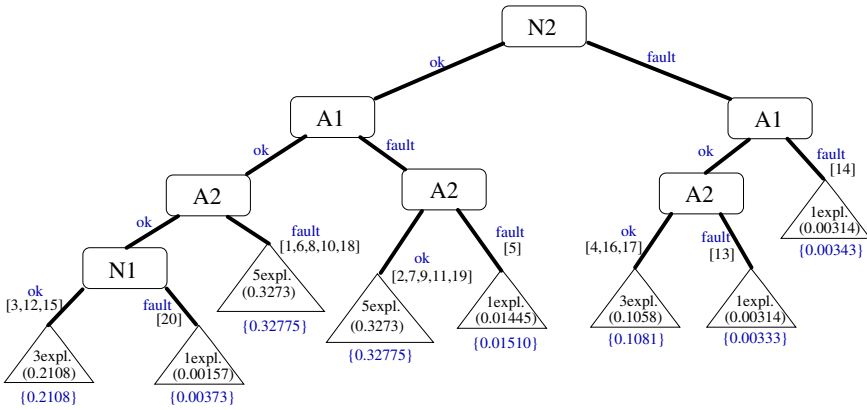 N2
ok
fault
A1
A1
ok
fault
ok
fault
[14]
A2
A2
A2
1expl.
(0.00314)
{0.00343}
ok
fault
[1,6,8,10,18]
ok
[2,7,9,11,19]
fault
[5]
ok
[4,16,17]
fault
[13]
N1
5expl.
(0.3273)
{0.32775}
5expl.
(0.3273)
{0.32775}
1expl.
(0.01445)
{0.01510}
3expl.
(0.1058)
{0.1081}
1expl.
(0.00314)
{0.00333}
ok
[3,12,15]
fault
[20]
3expl.
(0.2108)
{0.2108}
1expl.
(0.00157)
{0.00373}